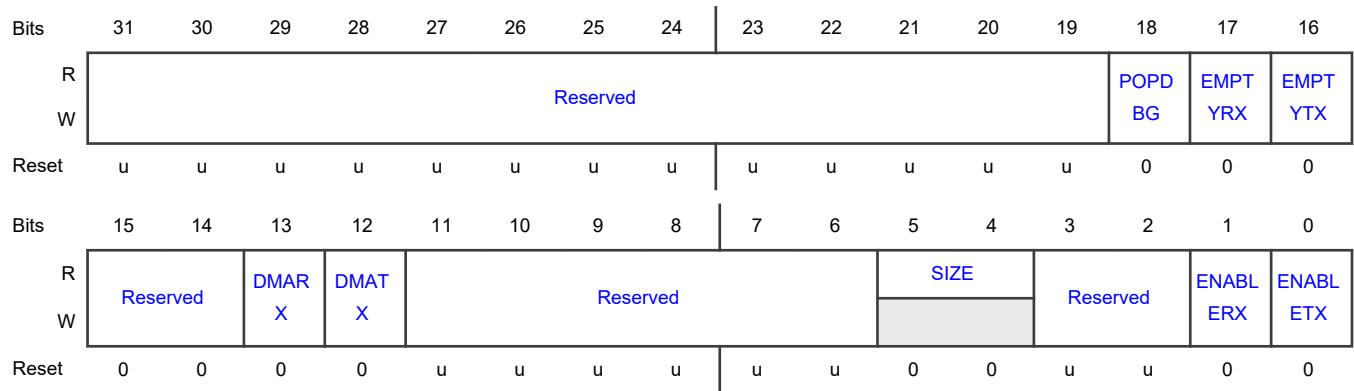 Bits 31 30 29 28 27 26 25 24 23 22 21 20 19 18 17 16
R Reserved POPD EMPT EMPT
W BG YRX YTX
Reset u u u u u u u u u u u u u 0 0 0
Bits 15 14 13 12 11 10 9 8 7 6 5 4 3 2 1 0
R Reserved DMAR DMAT Reserved SIZE Reserved ENABL ENABL
W X X ERX ETX
Reset 0 0 0 0 u u u u u u 0 0 u u 0 0